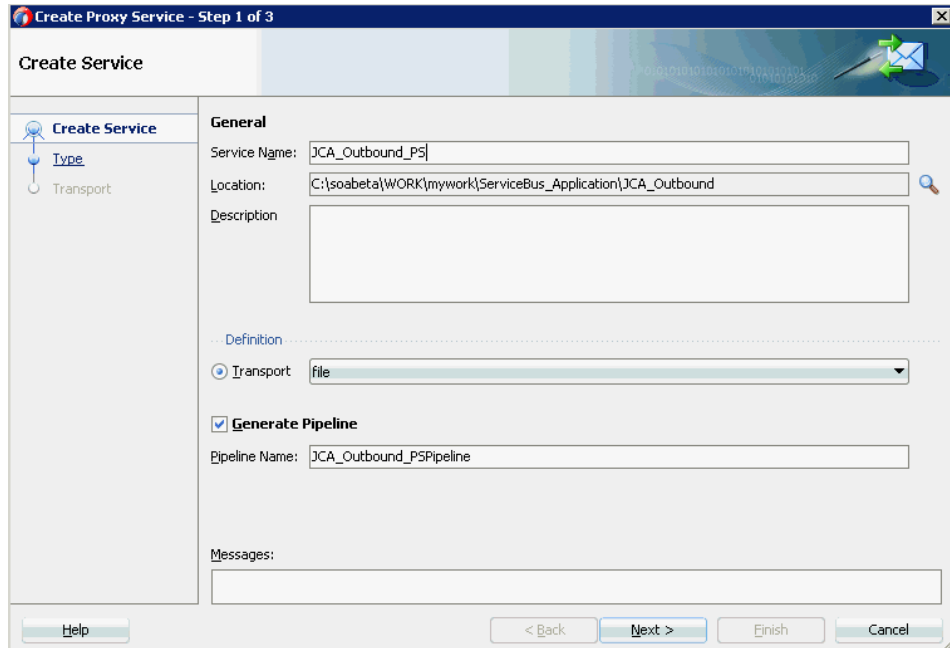 Create Proxy Service - Step 1 of 3
Create Service
Create Service
Type
Transport
General
Service Name: JCA_Outbound_PS
Location: C:\soabeta\WORK\mywork\ServiceBus_Application\JCA_Outbound
Description
Definition
Transport file
Generate Pipeline
Pipeline Name: JCA_Outbound_PSPipeline
Messages:
Help < Back Next > Finish Cancel